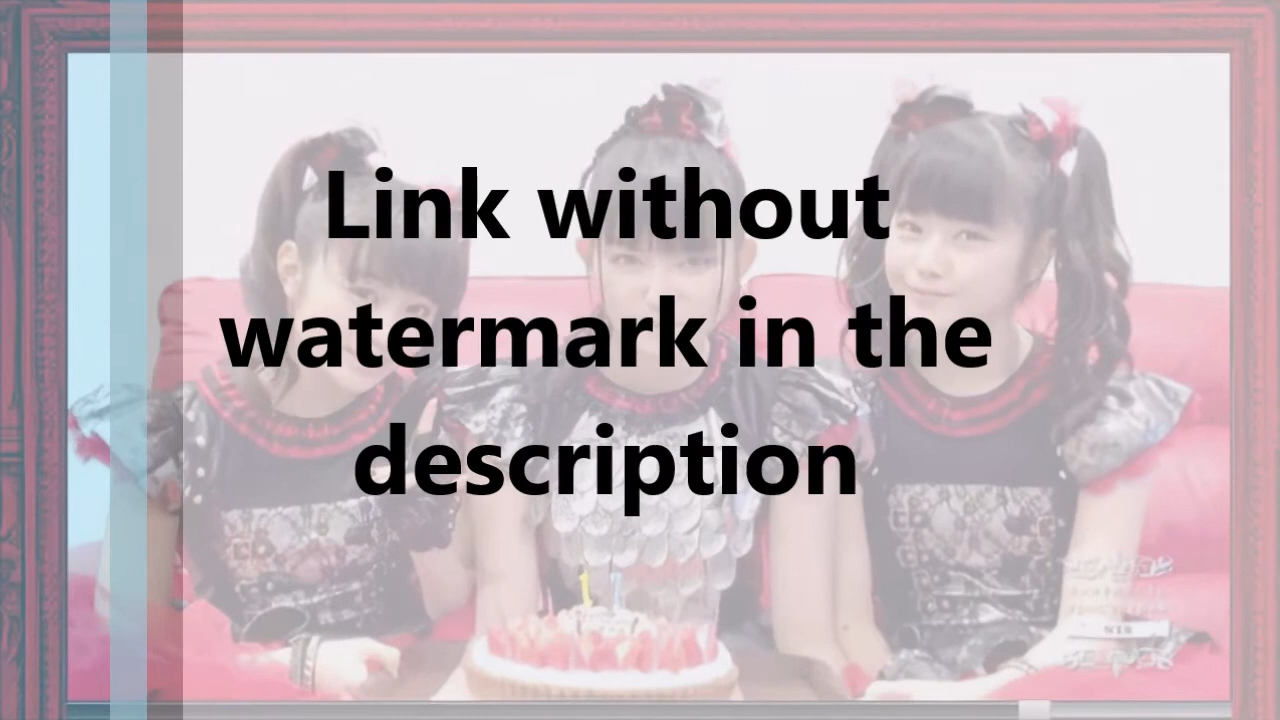 Link without
watermark in the
description